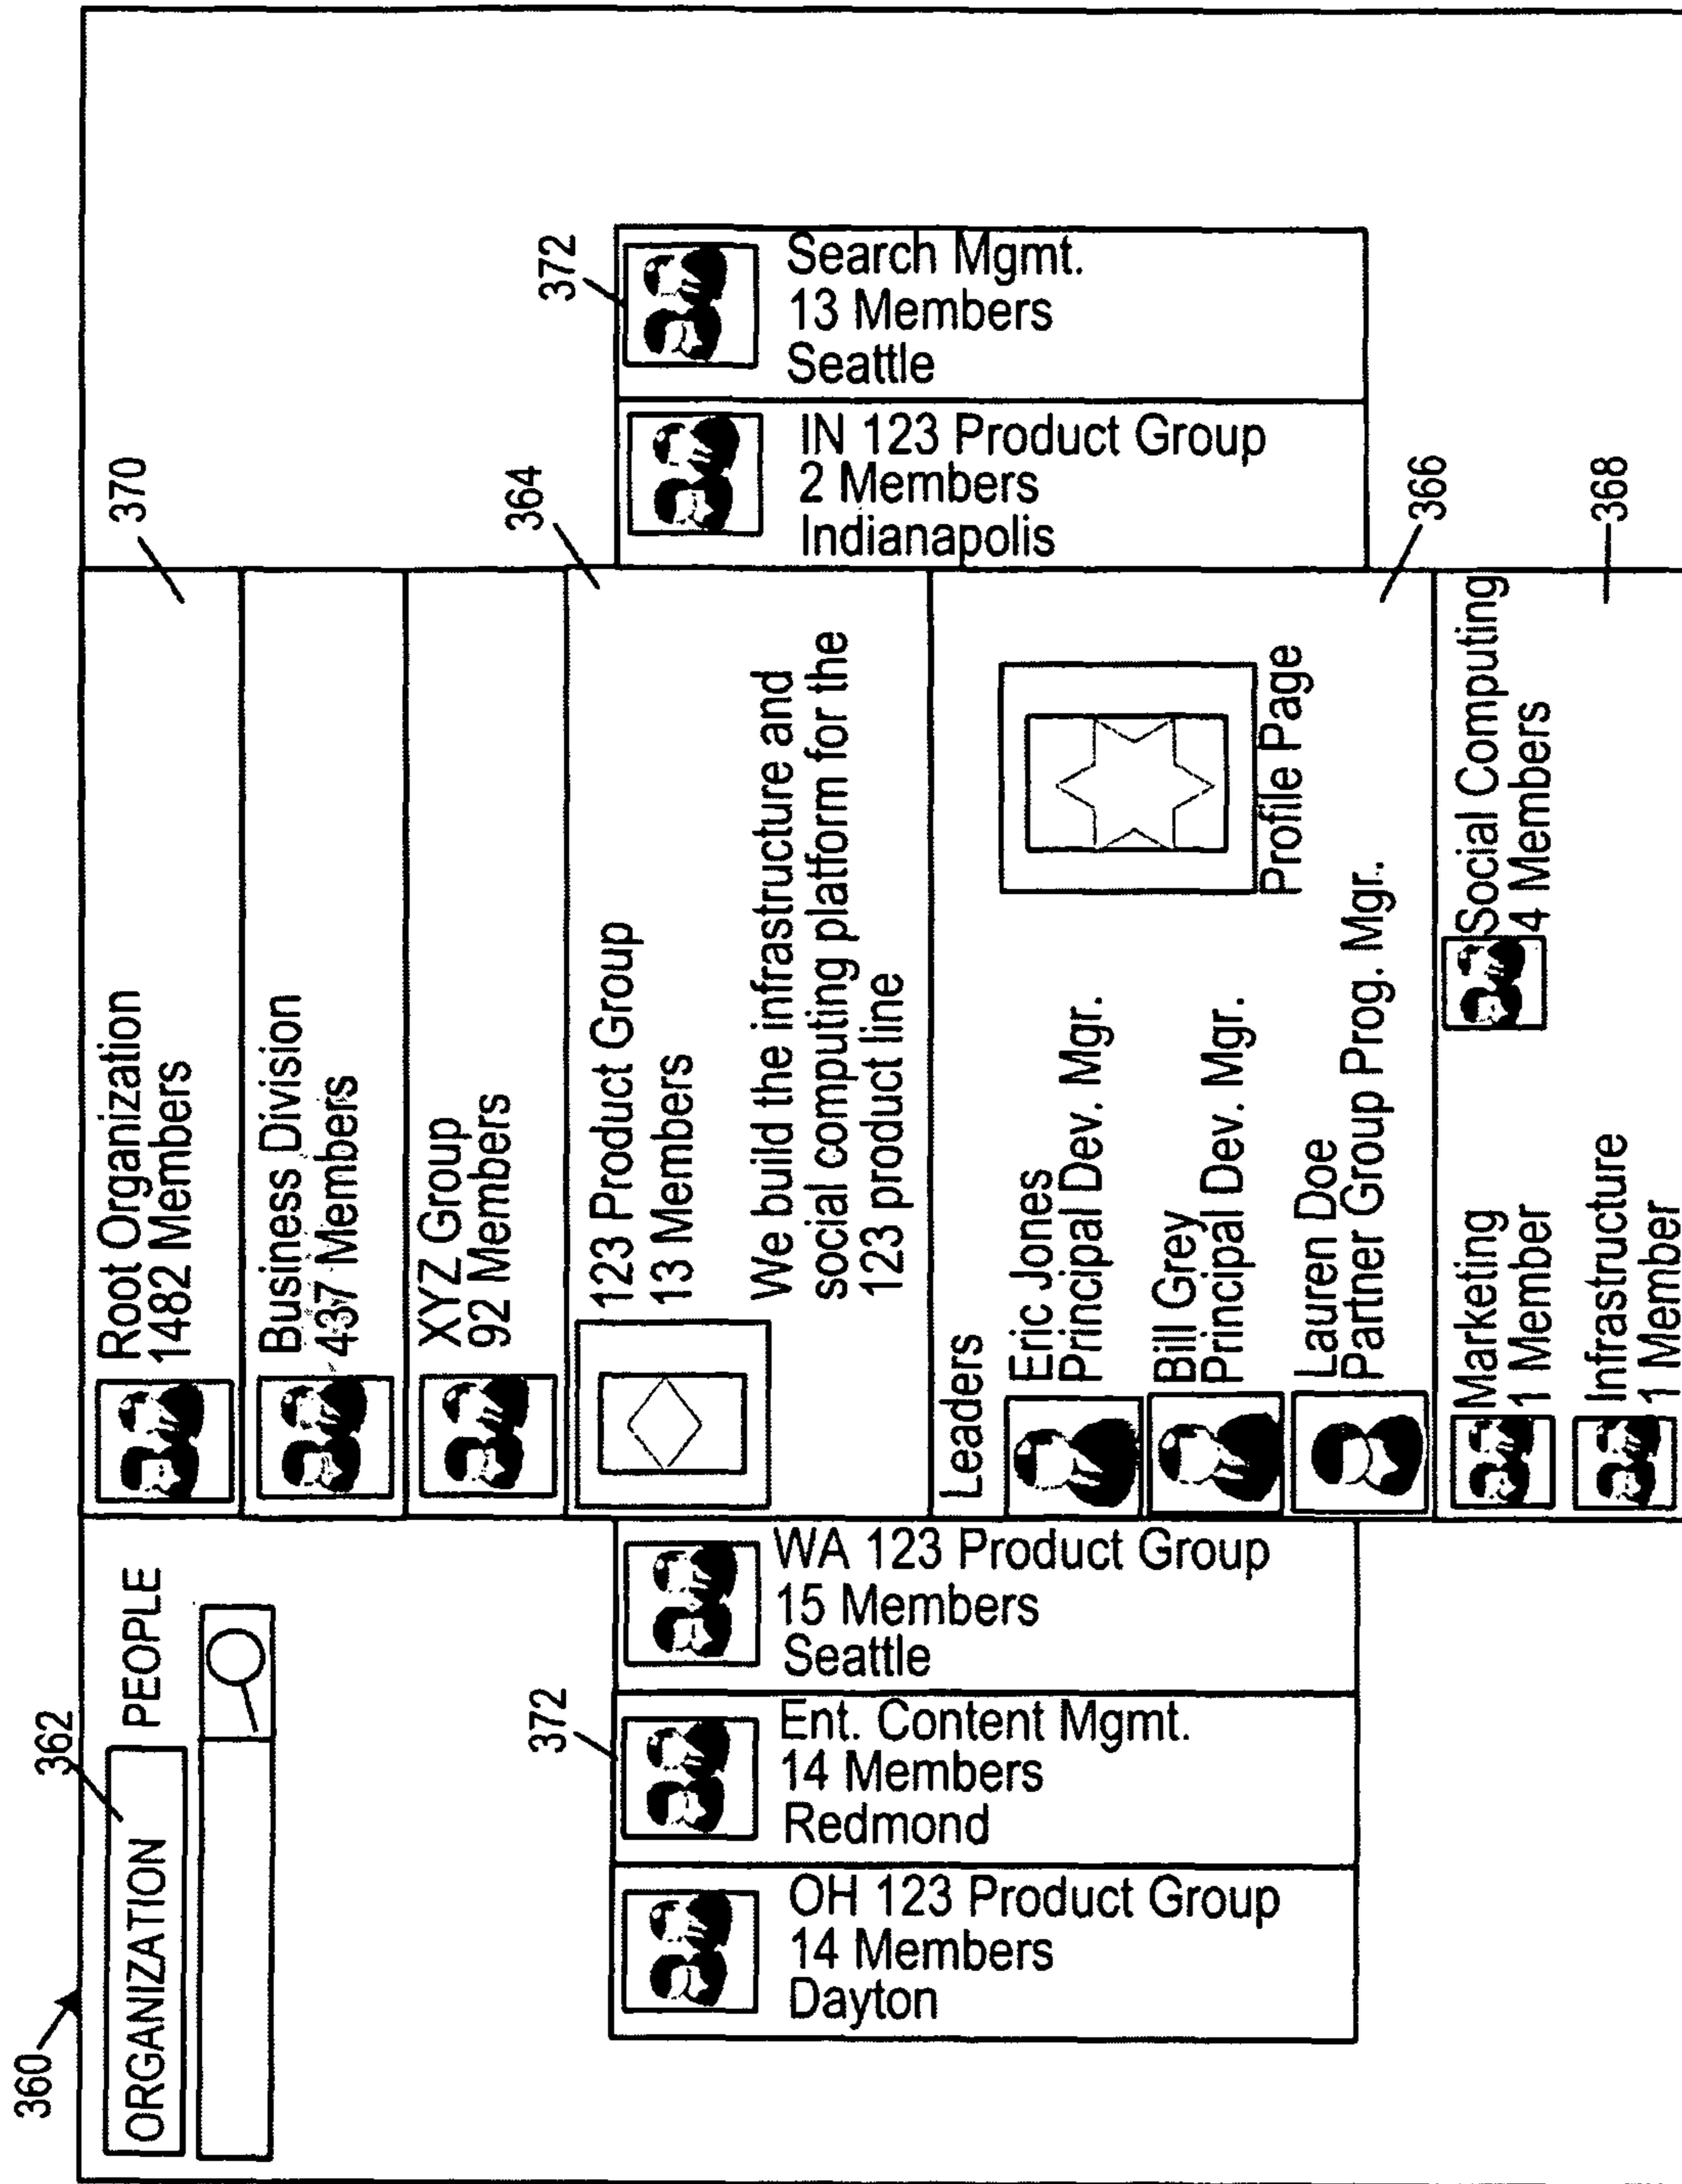 360
362
ORGANIZATION
PEOPLE
370
Root Organization
1482 Members
Business Division
437 Members
XYZ Group
92 Members
364
123 Product Group
13 Members
We build the infrastructure and
social computing platform for the
123 product line
372
OH 123 Product Group
14 Members
Dayton
Ent. Content Mgmt.
14 Members
Redmond
WA 123 Product Group
15 Members
Seattle
IN 123 Product Group
2 Members
Indianapolis
372
Search Mgmt.
13 Members
Seattle
Leaders
Eric Jones
Principal Dev. Mgr.
Bill Grey
Principal Dev. Mgr.
Lauren Doe
Partner Group Prog. Mgr.
Profile Page
366
Marketing
1 Member
Social Computing
4 Members
Infrastructure
1 Member
368